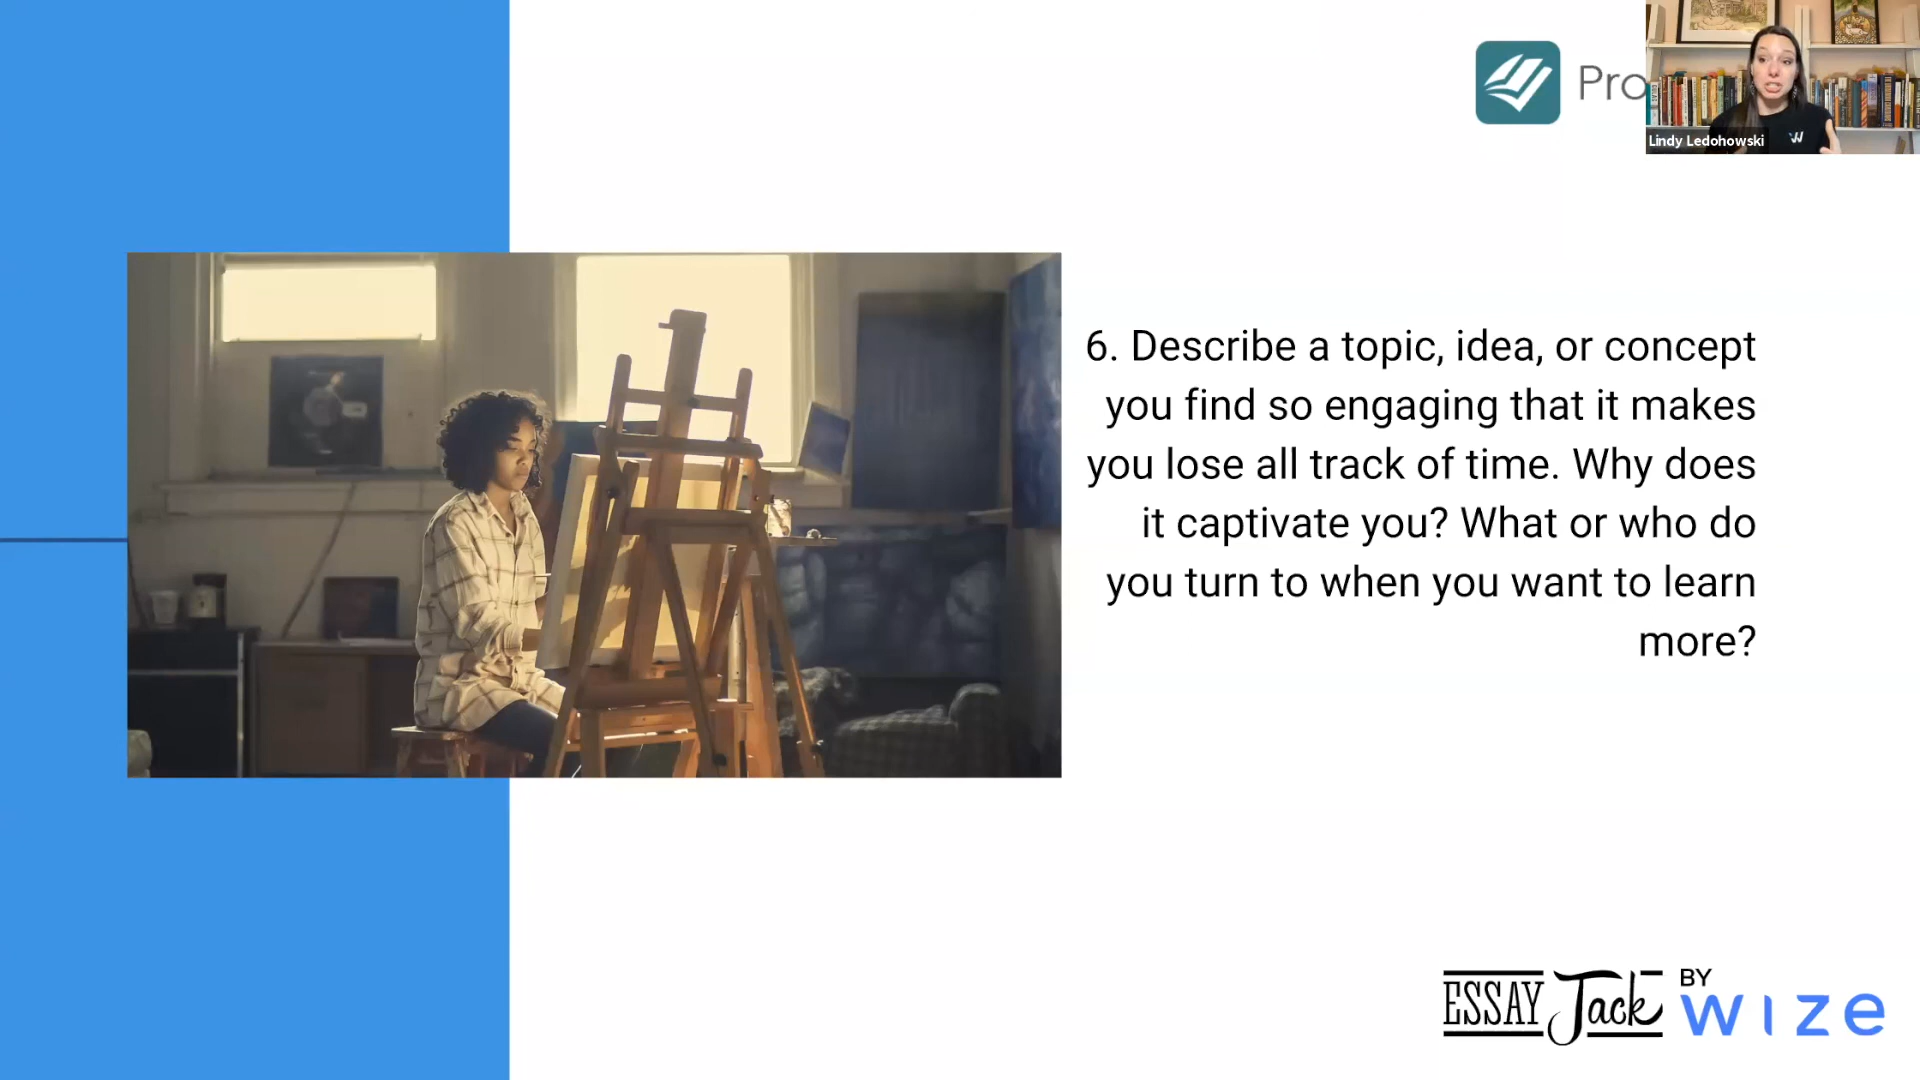 Pro
Lindy Ledohowski
6. Describe a topic, idea, or concept
you find so engaging that it makes
you lose all track of time. Why does
it captivate you? What or who do
you turn to when you want to learn
more?
ESSAY Jack BY
wize